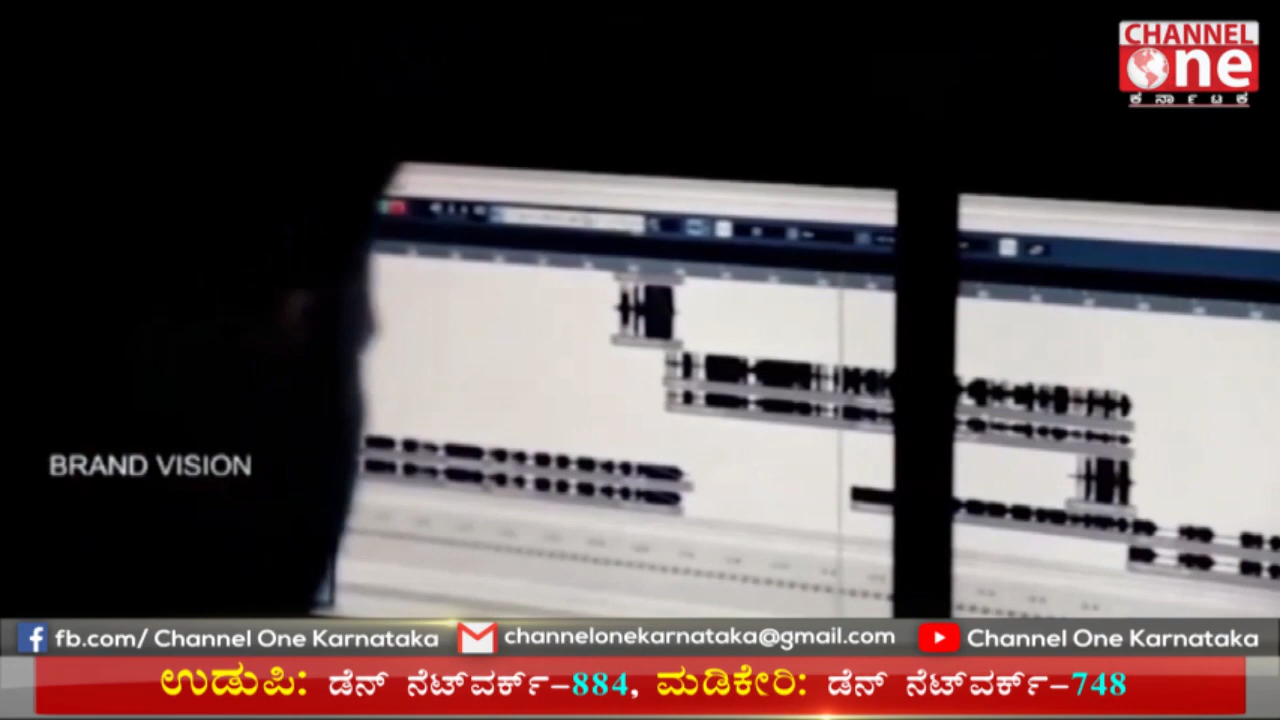 CHANNEL
One
ಕರ್ನಾಟಕ
BRAND VISION
fb.com/ Channel One Karnataka channelonekarnataka@gmail.com Channel One Karnataka
ಉಡುಪಿ: ಡೆನ್ ನೆಟ್‌ವರ್ಕ್-884, ಮಡಿಕೇರಿ: ಡೆನ್ ನೆಟ್‌ವರ್ಕ್-748